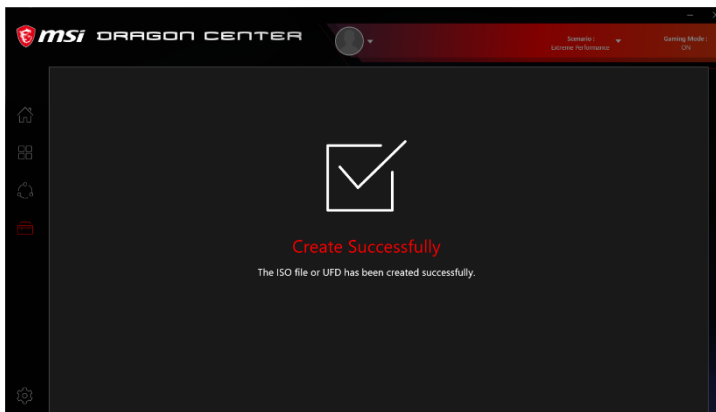 msi DRAGON CENTER
Scenario :
Extreme Performance
Gaming Mode :
ON
Create Successfully
The ISO file or UFD has been created successfully.